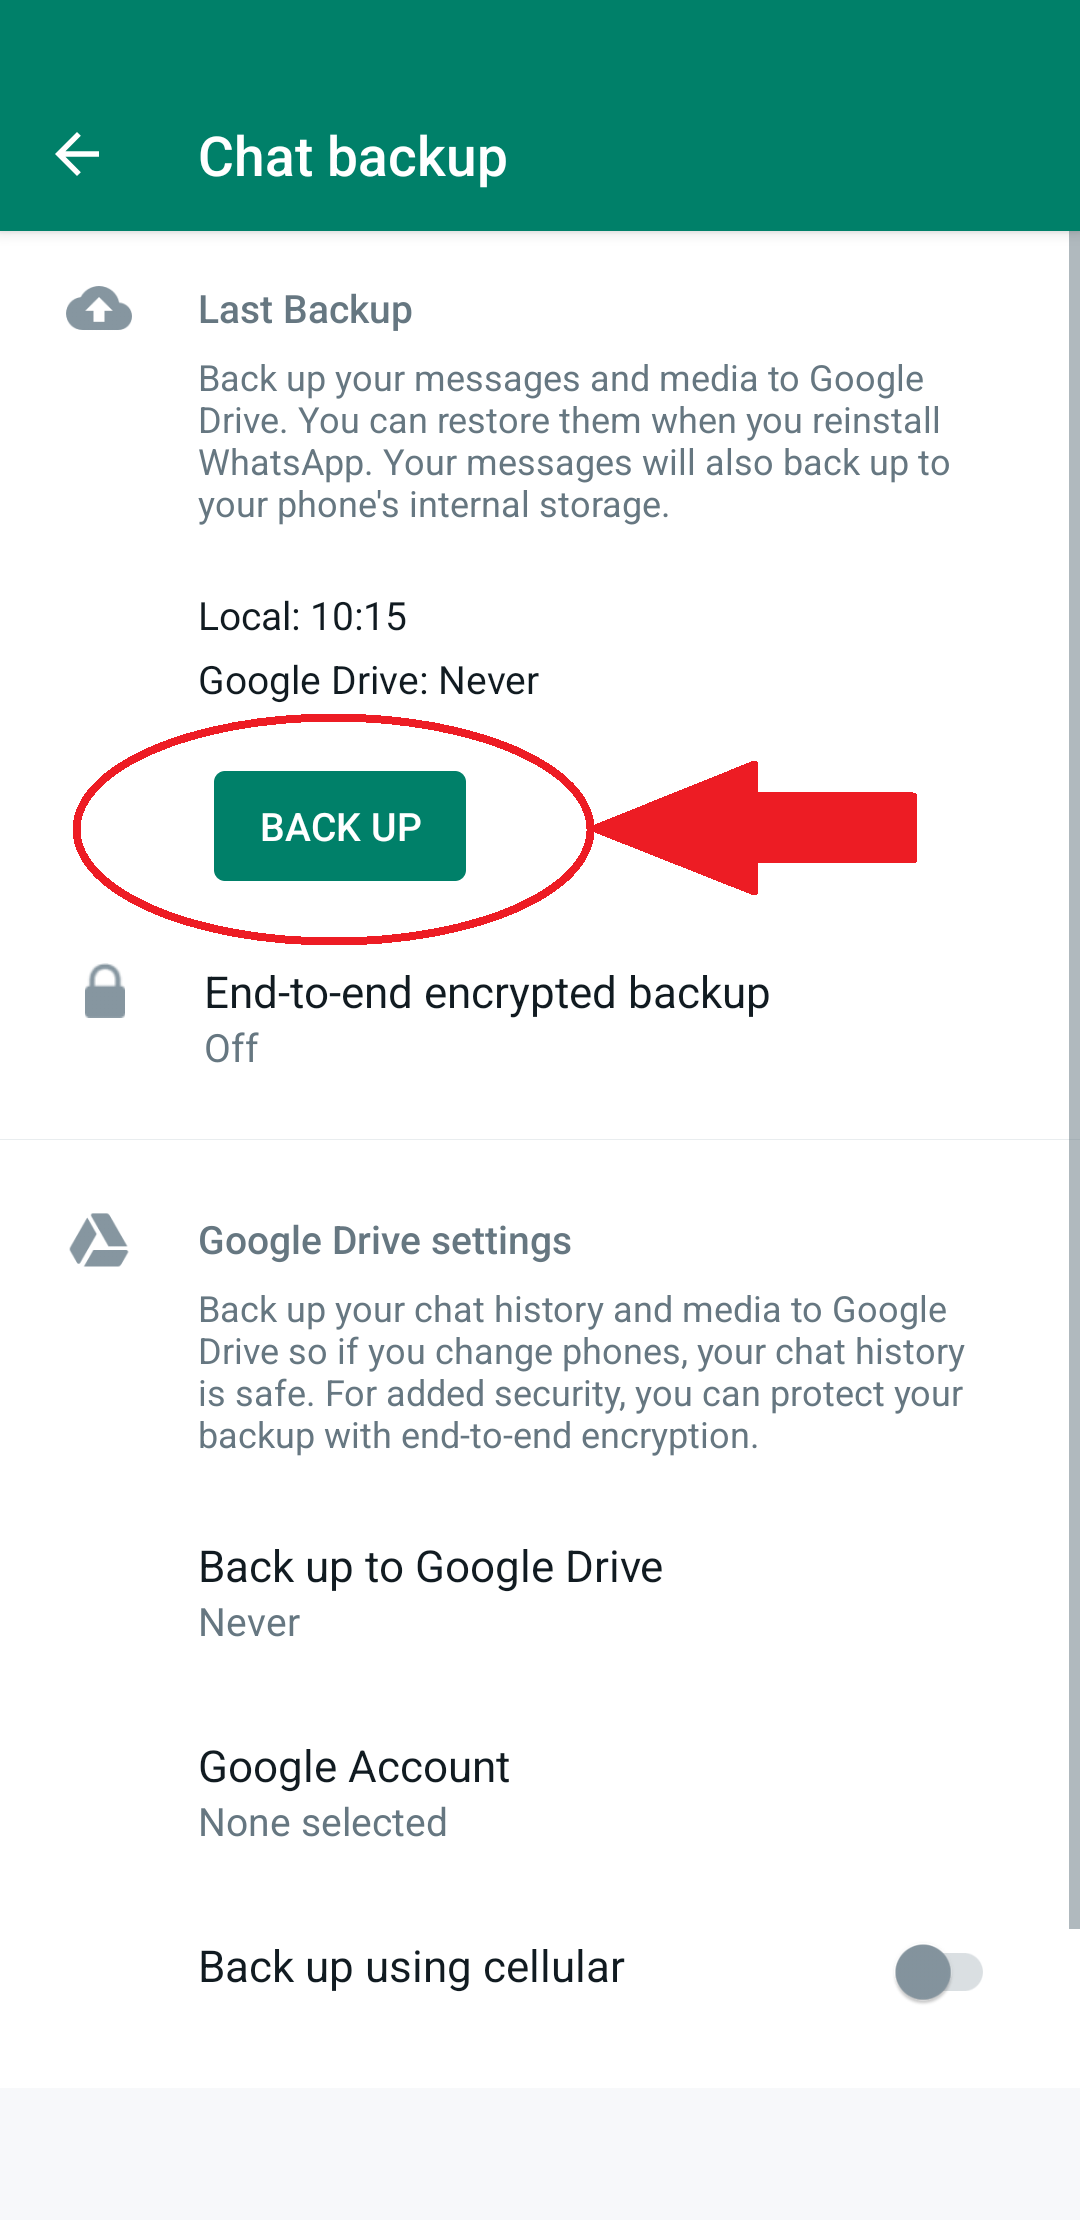 Chat backup
Last Backup
Back up your messages and media to Google
Drive. You can restore them when you reinstall
WhatsApp. Your messages will also back up to
your phone's internal storage.
Local: 10:15
Google Drive: Never
BACK UP
End-to-end encrypted backup
Off
Google Drive settings
Back up your chat history and media to Google
Drive so if you change phones, your chat history
is safe. For added security, you can protect your
backup with end-to-end encryption.
Back up to Google Drive
Never
Google Account
None selected
Back up using cellular